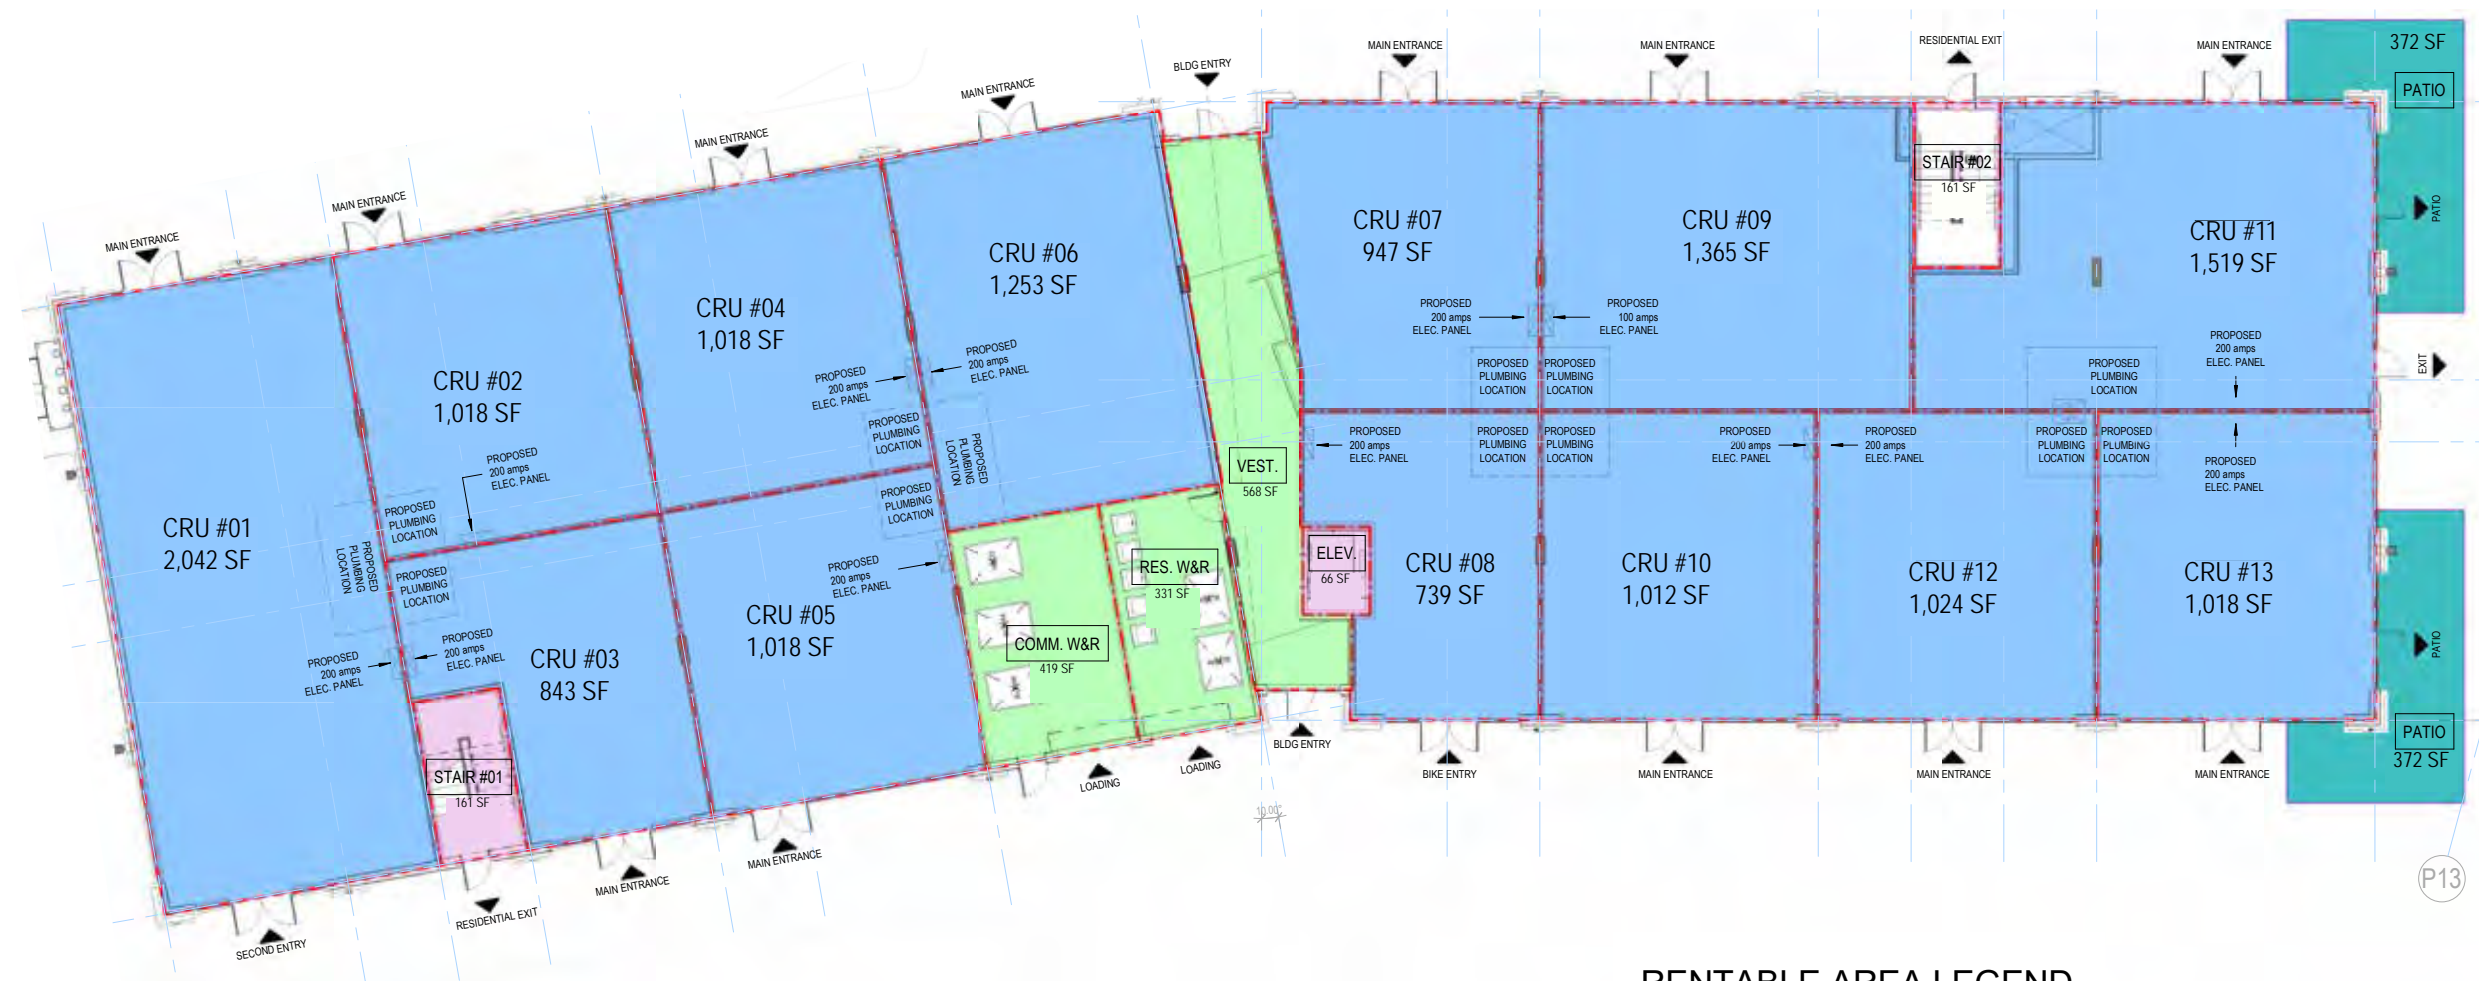 372 SF
PATIO
MAIN ENTRANCE
MAIN ENTRANCE
RESIDENTIAL EXIT
MAIN ENTRANCE
BLDG ENTRY
MAIN ENTRANCE
MAIN ENTRANCE
MAIN ENTRANCE
MAIN ENTRANCE
CRU #01
2,042 SF
CRU #02
1,018 SF
CRU #03
843 SF
CRU #04
1,018 SF
CRU #05
1,018 SF
CRU #06
1,253 SF
CRU #07
947 SF
CRU #08
739 SF
CRU #09
1,365 SF
CRU #10
1,012 SF
CRU #11
1,519 SF
CRU #12
1,024 SF
CRU #13
1,018 SF
STAIR #02
161 SF
STAIR #01
161 SF
VEST.
568 SF
ELEV.
66 SF
RES. W&R
331 SF
COMM. W&R
419 SF
PROPOSED
200 amps
ELEC. PANEL
PROPOSED
100 amps
ELEC. PANEL
PROPOSED
200 amps
ELEC. PANEL
PROPOSED
200 amps
ELEC. PANEL
PROPOSED
200 amps
ELEC. PANEL
PROPOSED
200 amps
ELEC. PANEL
PROPOSED
200 amps
ELEC. PANEL
PROPOSED
200 amps
ELEC. PANEL
PROPOSED
200 amps
ELEC. PANEL
PROPOSED
200 amps
ELEC. PANEL
PROPOSED
200 amps
ELEC. PANEL
PROPOSED
200 amps
ELEC. PANEL
PROPOSED
200 amps
ELEC. PANEL
PROPOSED
PLUMBING
LOCATION
PROPOSED
PLUMBING
LOCATION
PROPOSED
PLUMBING
LOCATION
PROPOSED
PLUMBING
LOCATION
PROPOSED
PLUMBING
LOCATION
PROPOSED
PLUMBING
LOCATION
PROPOSED
PLUMBING
LOCATION
PROPOSED
PLUMBING
LOCATION
PROPOSED
PLUMBING
LOCATION
PROPOSED
PLUMBING
LOCATION
PROPOSED
PLUMBING
LOCATION
PROPOSED
PLUMBING
LOCATION
PROPOSED
PLUMBING
LOCATION
PATIO
EXIT
PATIO
PATIO
372 SF
SECOND ENTRY
RESIDENTIAL EXIT
MAIN ENTRANCE
MAIN ENTRANCE
LOADING
LOADING
BLDG ENTRY
BIKE ENTRY
MAIN ENTRANCE
MAIN ENTRANCE
MAIN ENTRANCE
10.00°
P13
RENTABLE AREA LEGEND